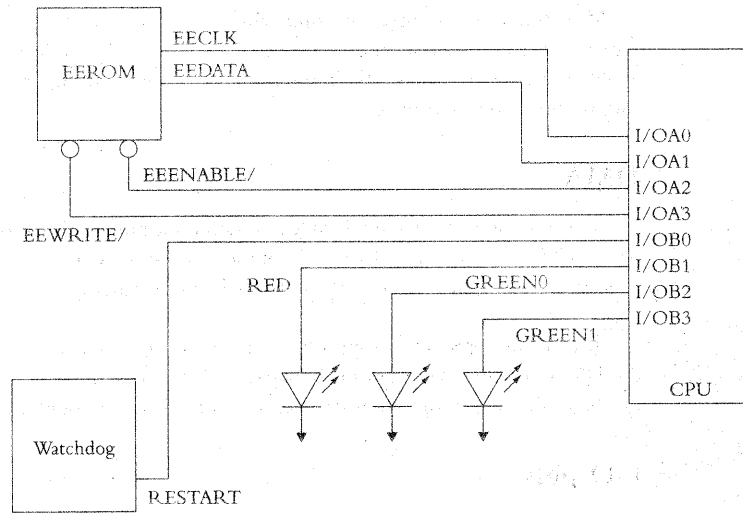 EECLK
EEROM
EEDATA
I/OA0
I/OA1
EEENABLE/
I/OA2
I/OA3
EEWRITE/
I/OB0
RED
I/OB1
GREEN0
I/OB2
I/OB3
GREEN1
CPU
Watchdog
RESTART